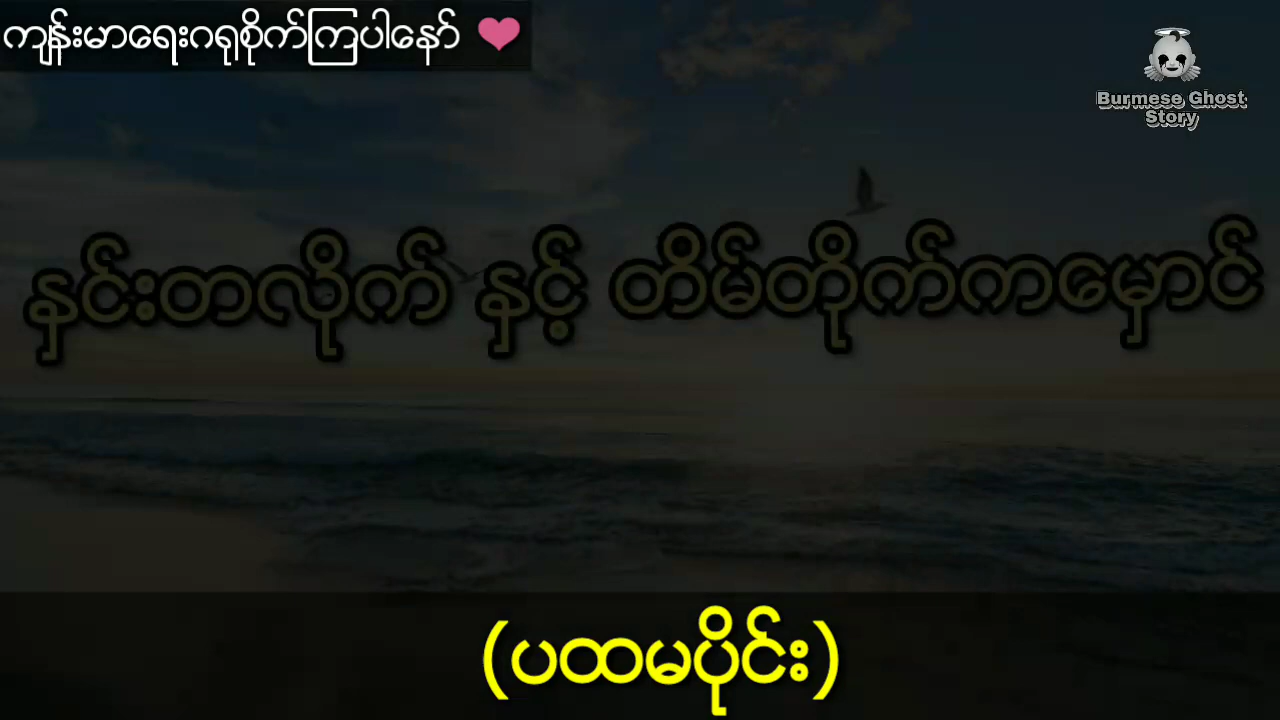 ကျန်းမာရေးဂရုစိုက်ကြပါနော် ❤
Burmese Ghost
Story
နှင်းတလိုက် နှင့် တိမ်တိုက်ကမှောင်
(ပထမပိုင်း)